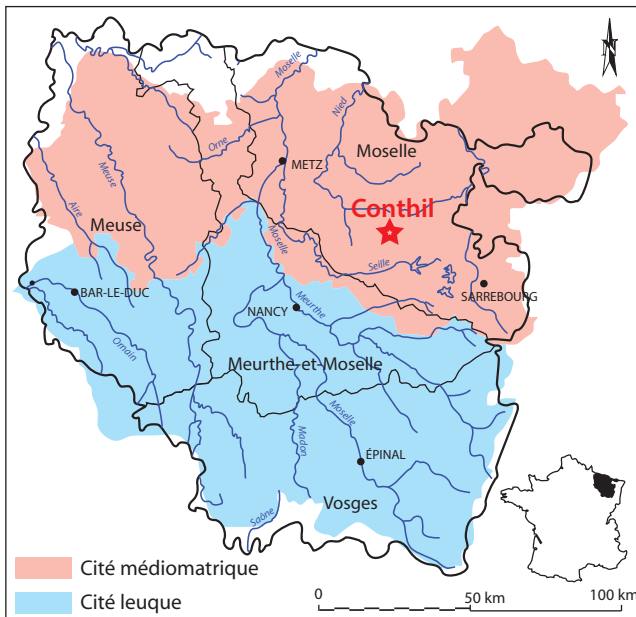 Moselle
Nied
Orne
Moselle
METZ
Meuse
Conthil
Aire
Meuse
Moselle
Seille
SARREBOURG
BAR-LE-DUC
Meurthe
NANCY
Ornain
Meurthe-et-Moselle
Moselle
Madon
ÉPINAL
Vosges
Saône
Cité médiomatrique
Cité leuque
0 50 km 100 km